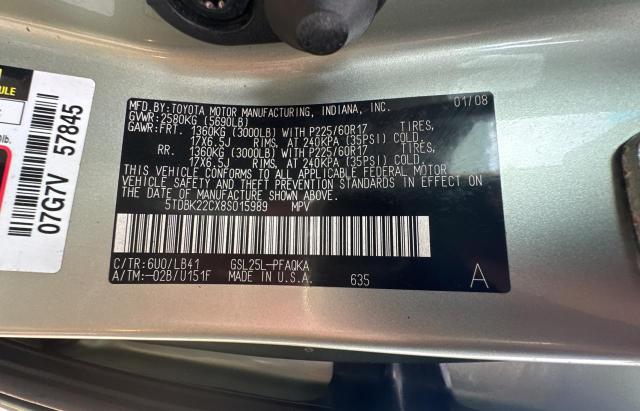 ULE
lb.
07G7V 57845
MFD.BY:TOYOTA MOTOR MANUFACTURING, INDIANA, INC. 01/08
GVWR:2580KG (5690LB)
GAWR:FRT. 1360KG (3000LB) WITH P225/60R17 TIRES,
17X6.5J RIMS, AT 240KPA (35PSI) COLD.
RR. 1360KG (3000LB) WITH P225/60R17 TIRES,
17X6.5J RIMS, AT 240KPA (35PSI) COLD.
THIS VEHICLE CONFORMS TO ALL APPLICABLE FEDERAL MOTOR
VEHICLE SAFETY AND THEFT PREVENTION STANDARDS IN EFFECT
ON THE DATE OF MANUFACTURE SHOWN ABOVE.
5TDBK22CX8S015989 MPV
C/TR:6U0/LB41 GSL25L-PFAQKA
A/TM:-02B/U151F MADE IN U.S.A. 635 A